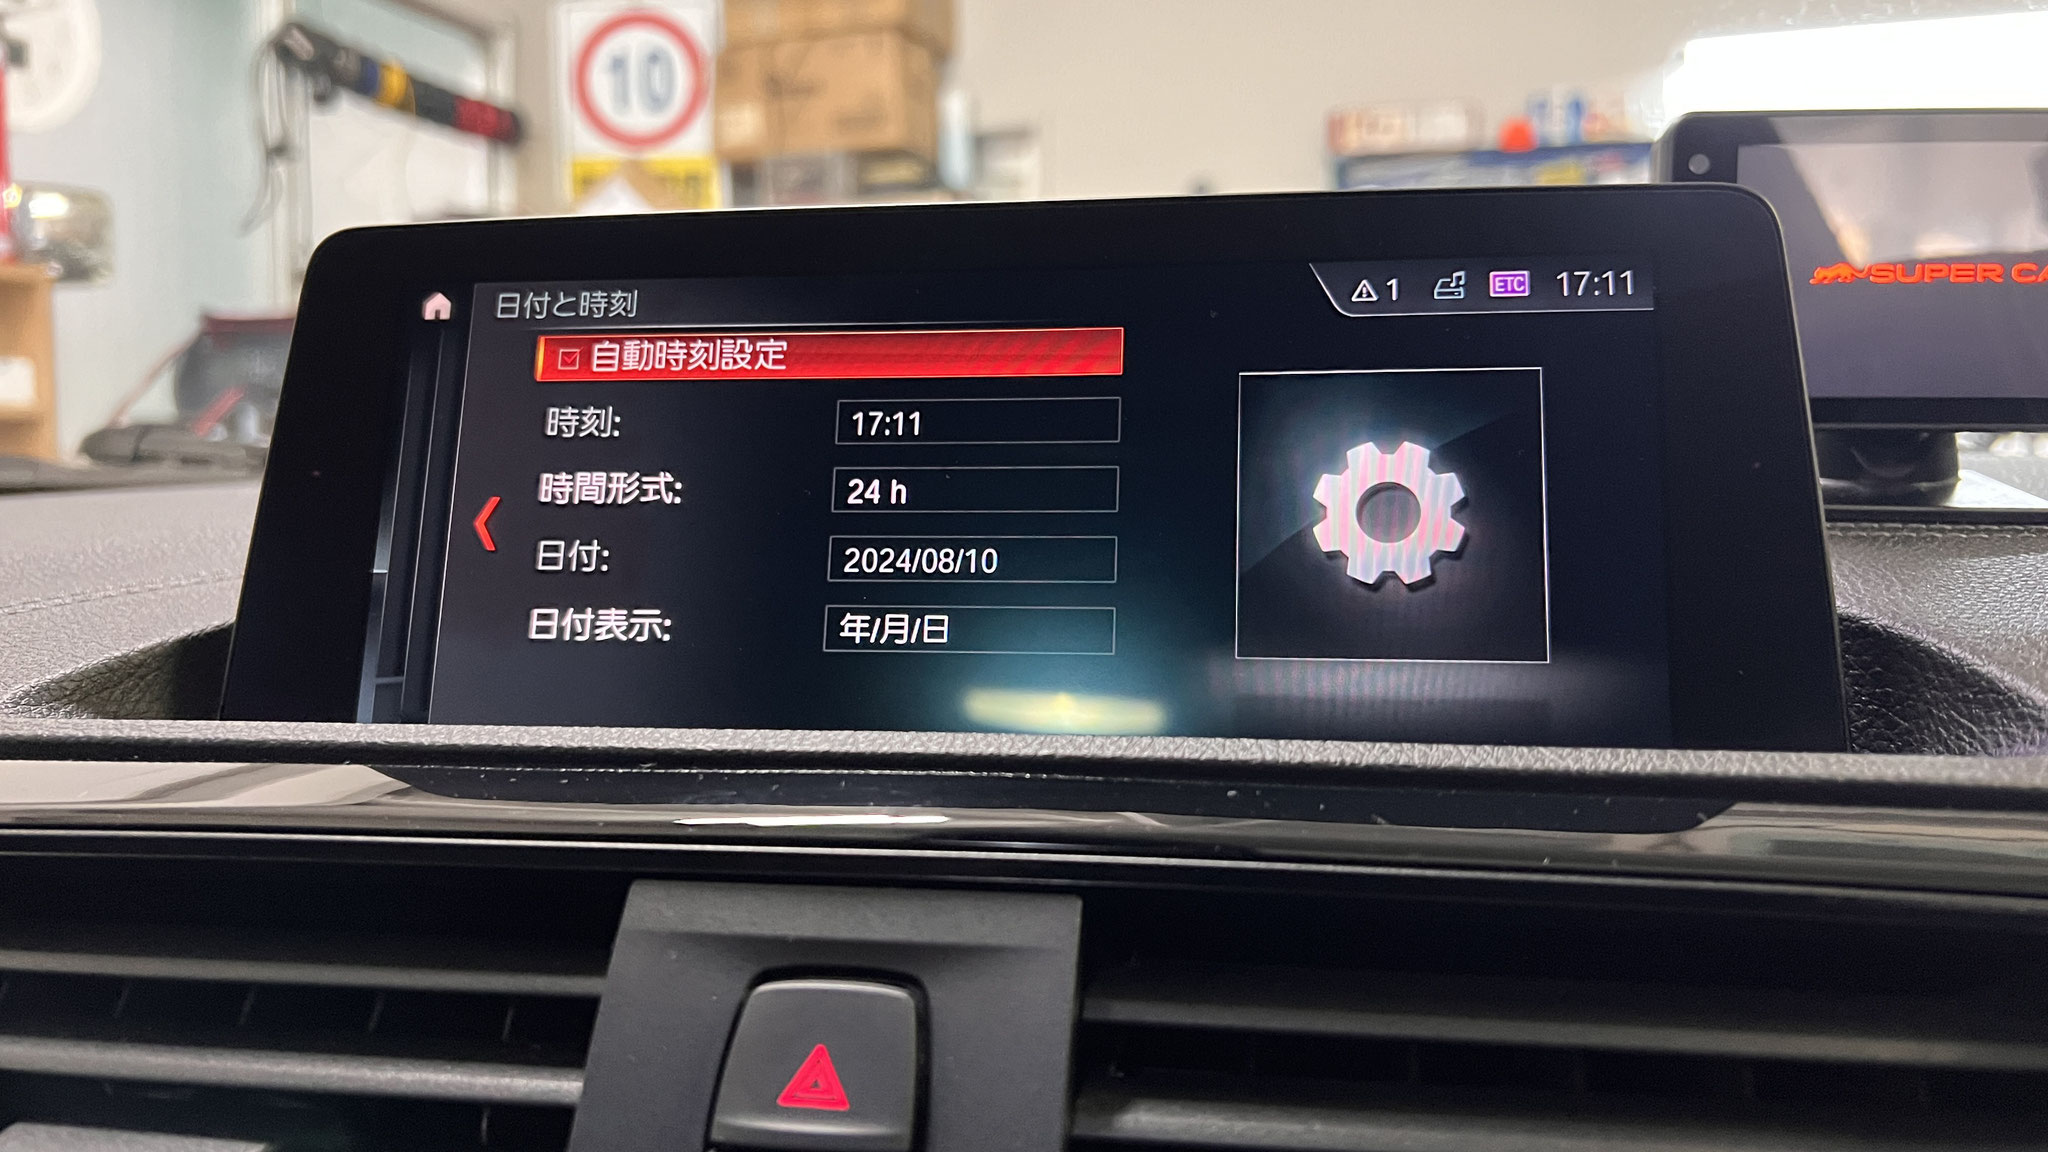 10
日付と時刻
1 ETC 17:11
自動時刻設定
時刻: 17:11
時間形式: 24 h
日付: 2024/08/10
日付表示: 年/月/日
SUPER CA